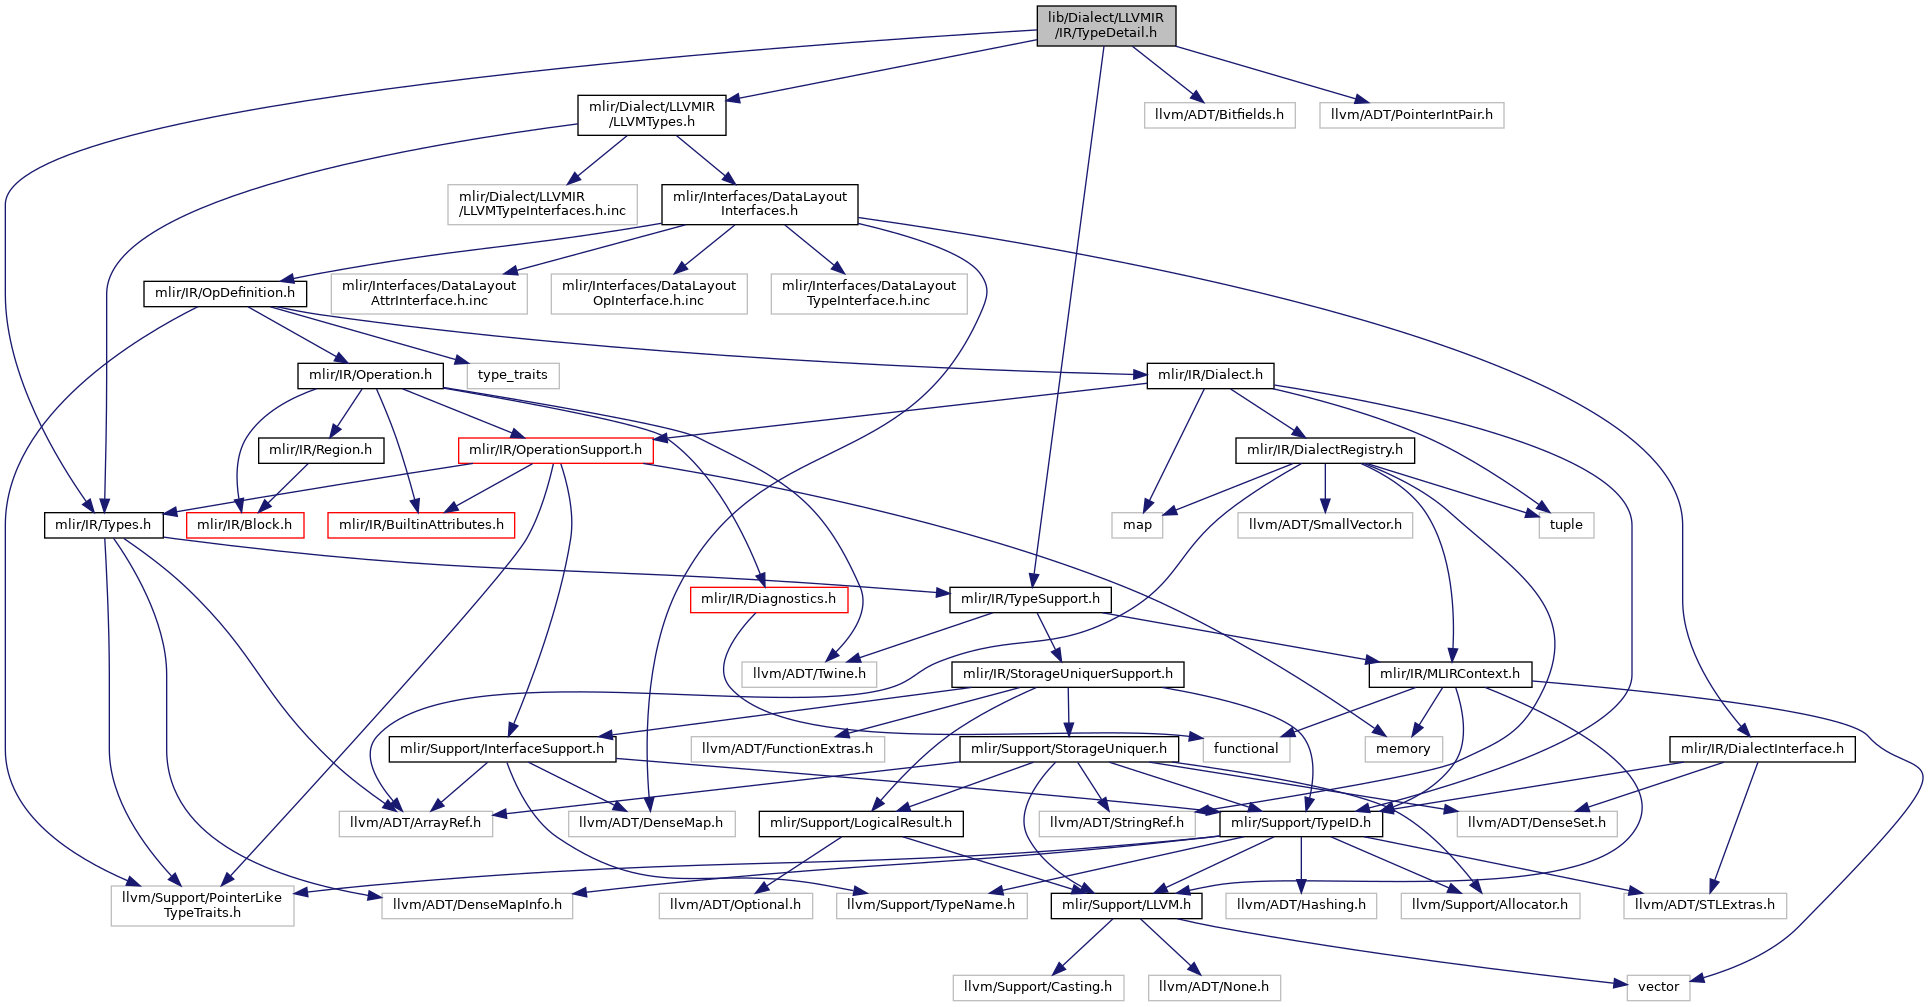 lib/Dialect/LLVMIR
/IR/TypeDetail.h
mlir/Dialect/LLVMIR
/LLVMTypes.h
llvm/ADT/Bitfields.h
llvm/ADT/PointerIntPair.h
mlir/Dialect/LLVMIR
/LLVMTypeInterfaces.h.inc
mlir/Interfaces/DataLayout
Interfaces.h
mlir/IR/OpDefinition.h
mlir/Interfaces/DataLayout
AttrInterface.h.inc
mlir/Interfaces/DataLayout
OpInterface.h.inc
mlir/Interfaces/DataLayout
TypeInterface.h.inc
mlir/IR/Operation.h
type_traits
mlir/IR/Dialect.h
mlir/IR/Region.h
mlir/IR/OperationSupport.h
mlir/IR/DialectRegistry.h
mlir/IR/Types.h
mlir/IR/Block.h
mlir/IR/BuiltinAttributes.h
map
llvm/ADT/SmallVector.h
tuple
mlir/IR/Diagnostics.h
mlir/IR/TypeSupport.h
llvm/ADT/Twine.h
mlir/IR/StorageUniquerSupport.h
mlir/IR/MLIRContext.h
mlir/Support/InterfaceSupport.h
llvm/ADT/FunctionExtras.h
mlir/Support/StorageUniquer.h
functional
memory
mlir/IR/DialectInterface.h
llvm/ADT/ArrayRef.h
llvm/ADT/DenseMap.h
mlir/Support/LogicalResult.h
llvm/ADT/StringRef.h
mlir/Support/TypeID.h
llvm/ADT/DenseSet.h
llvm/Support/PointerLike
TypeTraits.h
llvm/ADT/DenseMapInfo.h
llvm/ADT/Optional.h
llvm/Support/TypeName.h
mlir/Support/LLVM.h
llvm/ADT/Hashing.h
llvm/Support/Allocator.h
llvm/ADT/STLExtras.h
llvm/Support/Casting.h
llvm/ADT/None.h
vector